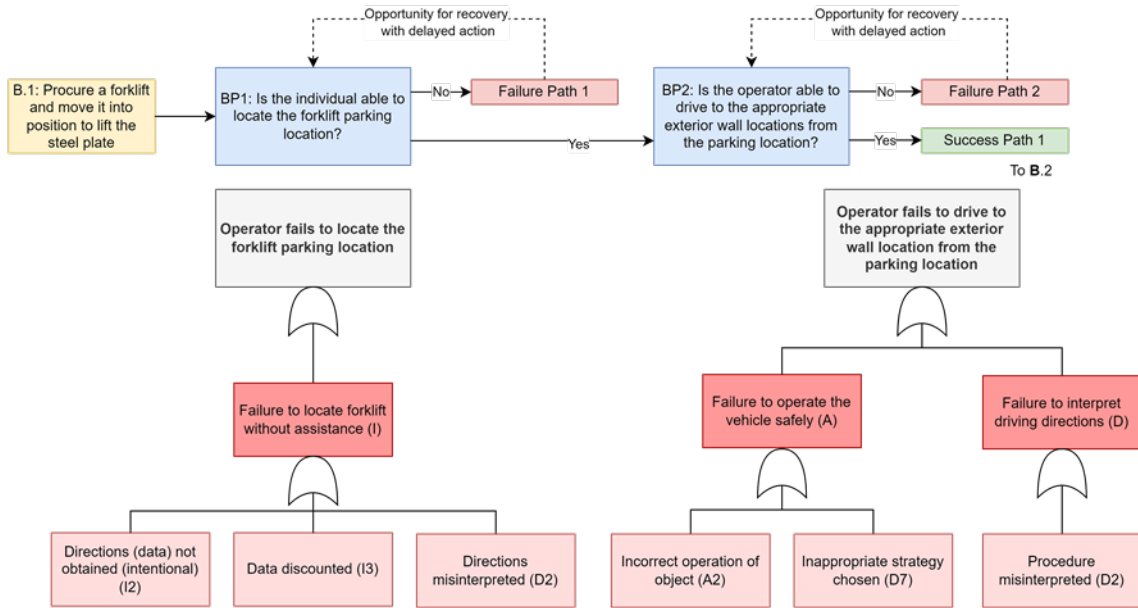 Opportunity for recovery
with delayed action
Opportunity for recovery
with delayed action
B.1: Procure a forklift
and move it into
position to lift the
steel plate
BP1: Is the individual able to
locate the forklift parking
location?
No
Failure Path 1
Yes
BP2: Is the operator able to
drive to the appropriate
exterior wall locations from
the parking location?
No
Failure Path 2
Yes
Success Path 1
To B.2
Operator fails to locate the
forklift parking location
Operator fails to drive to
the appropriate exterior
wall location from the
parking location
Failure to locate forklift
without assistance (I)
Failure to operate the
vehicle safely (A)
Failure to interpret
driving directions (D)
Directions (data) not
obtained (intentional)
(I2)
Data discounted (I3)
Directions
misinterpreted (D2)
Incorrect operation of
object (A2)
Inappropriate strategy
chosen (D7)
Procedure
misinterpreted (D2)